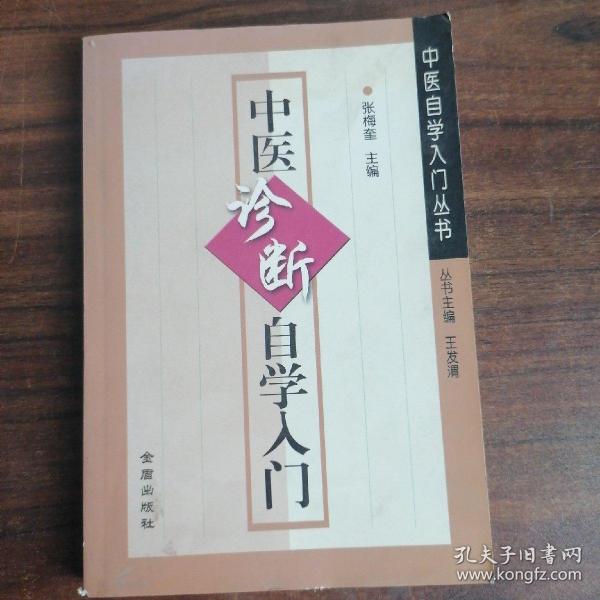 中医自学入门丛书
丛书主编 王发渭
张梅奎 主编
中医诊断自学入门
金盾出版社
孔夫子旧书网
www.kongfz.com